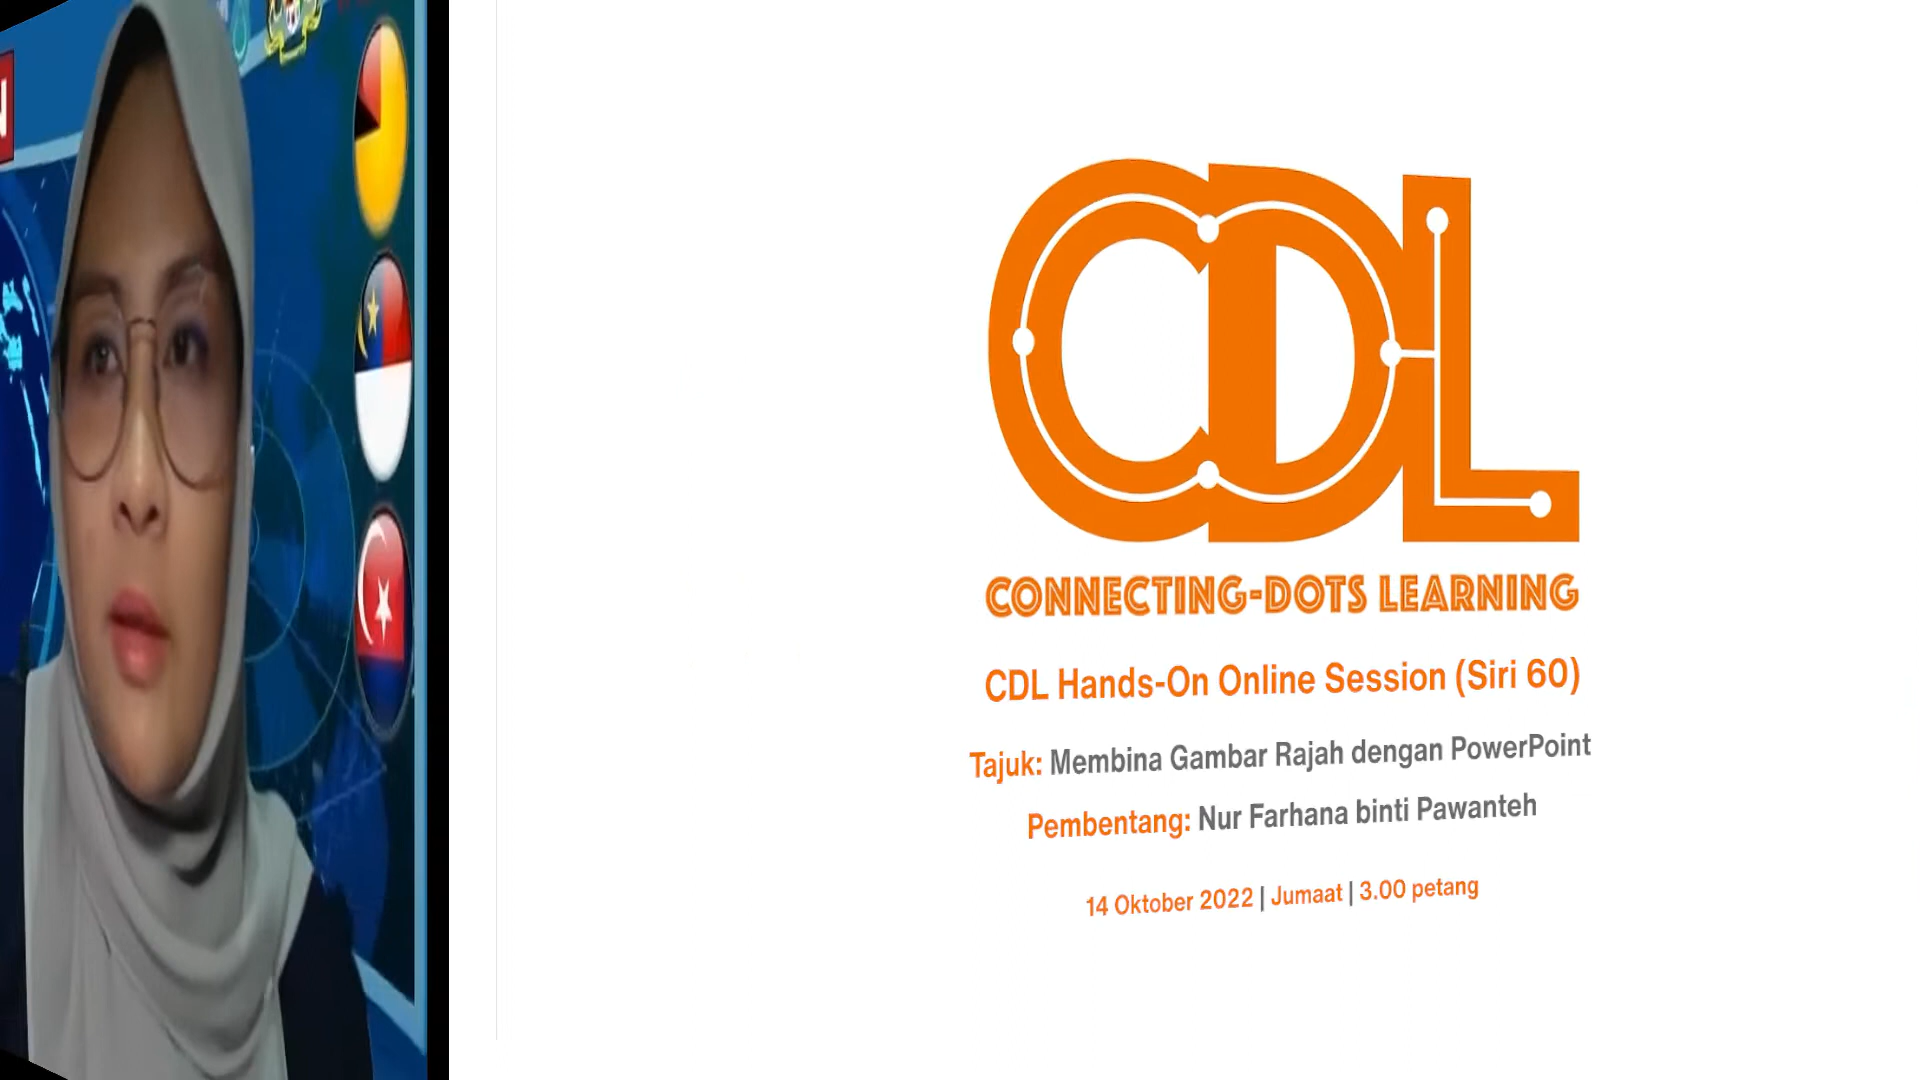 CDL
CONNECTING-DOTS LEARNING
CDL Hands-On Online Session (Siri 60)
Tajuk: Membina Gambar Rajah dengan PowerPoint
Pembentang: Nur Farhana binti Pawanteh
14 Oktober 2022 | Jumaat | 3.00 petang